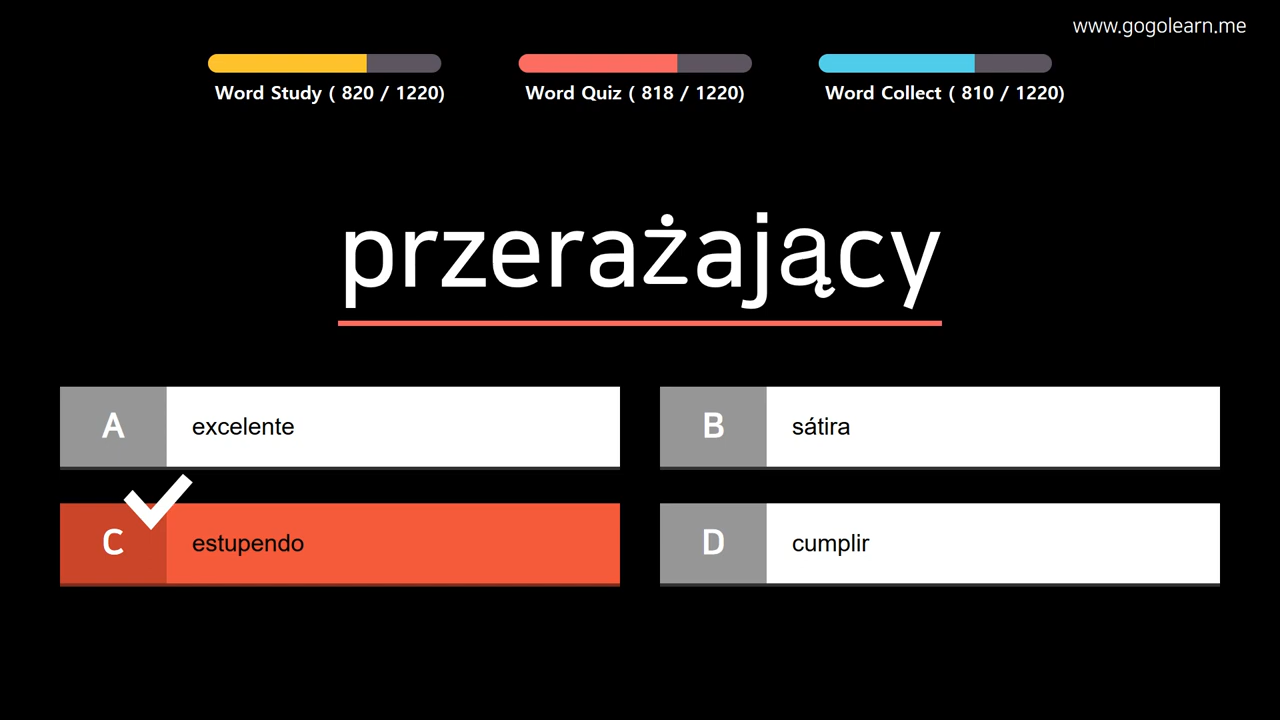 www.gogolearn.me
Word Study ( 820 / 1220)
Word Quiz ( 818 / 1220)
Word Collect ( 810 / 1220)
przerażający
A excelente
B sátira
C estupendo
D cumplir